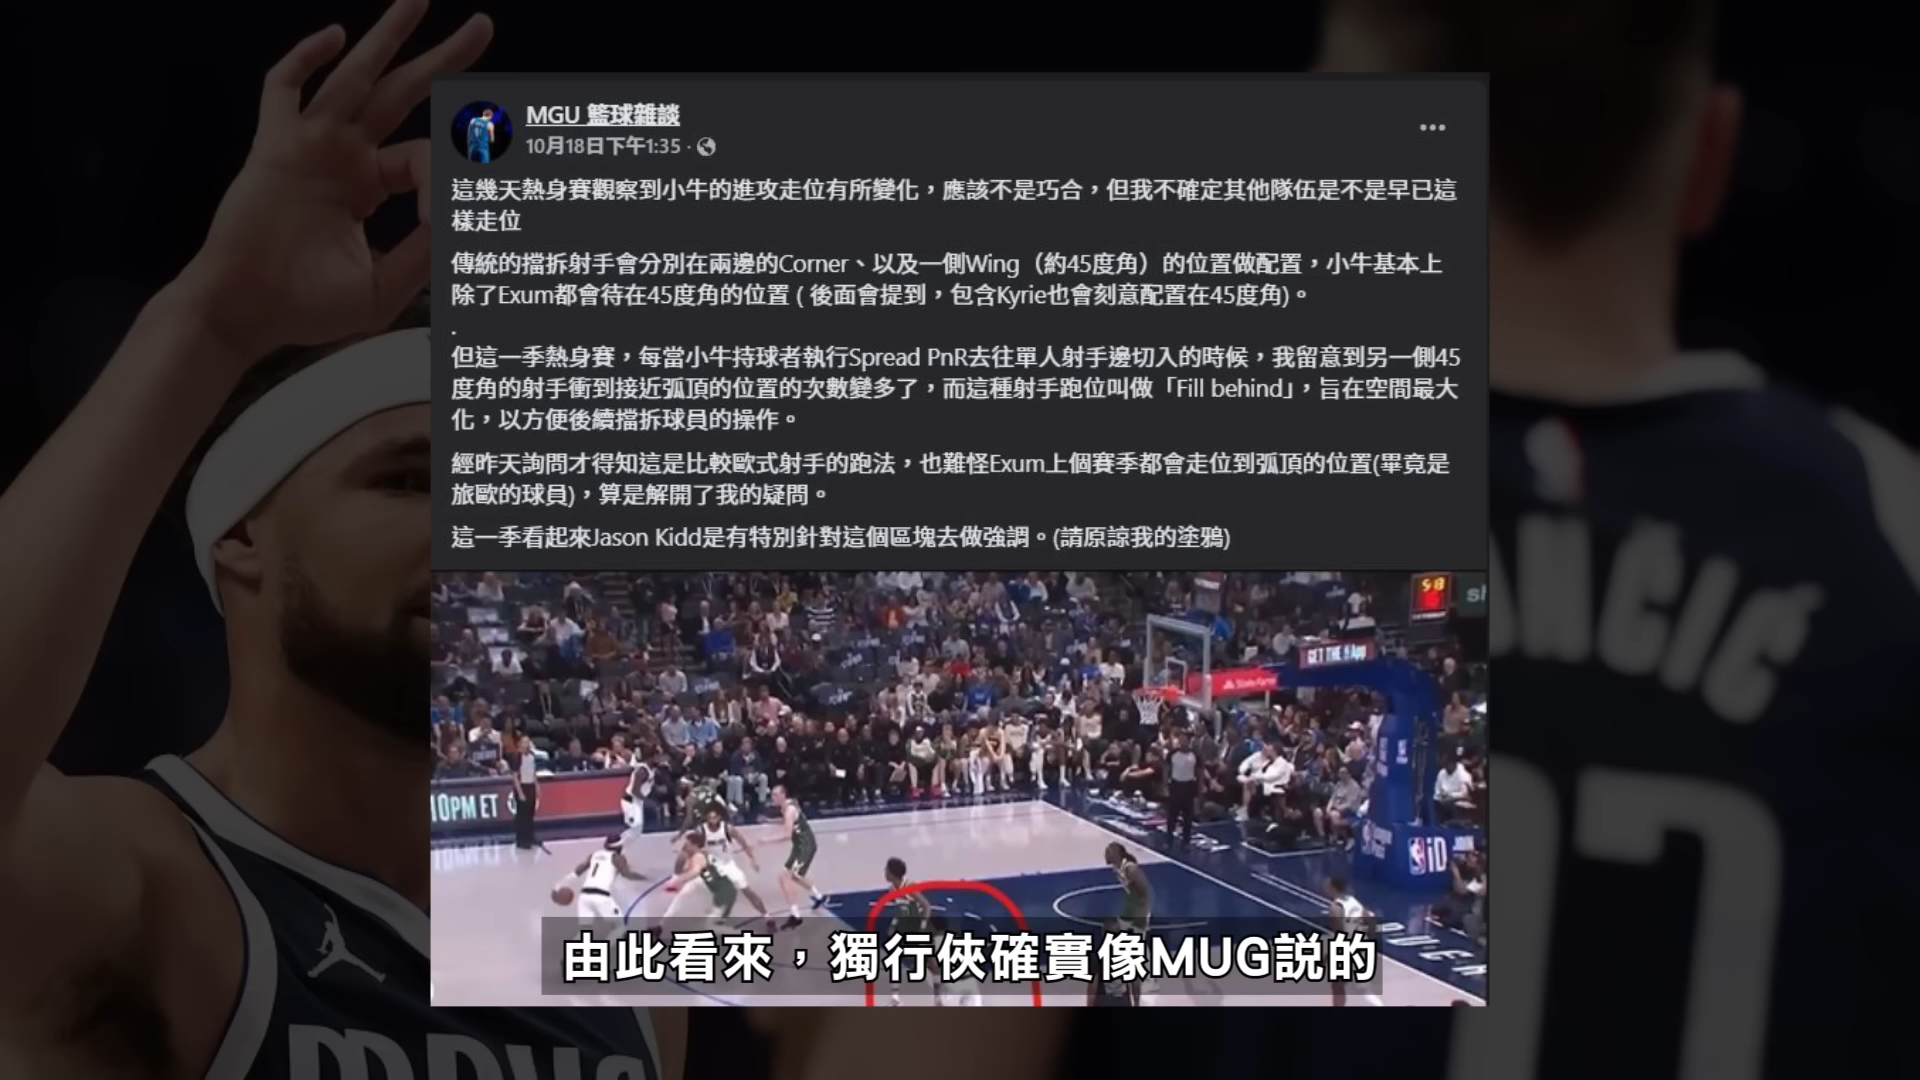 MGU 籃球雜談
10月18日下午1:35
這幾天熱身賽觀察到小牛的進攻走位有所變化，應該不是巧合，但我不確定其他隊伍是不是早已這
樣走位
傳統的擋拆射手會分別在兩邊的Corner、以及一側Wing（約45度角）的位置做配置，小牛基本上
除了Exum都會待在45度角的位置 ( 後面會提到，包含Kyrie也會刻意配置在45度角)。
.
但這一季熱身賽，每當小牛持球者執行Spread PnR去往單人射手邊切入的時候，我留意到另一側45
度角的射手衝到接近弧頂的位置的次數變多了，而這種射手跑位叫做「Fill behind」，旨在空間最大
化，以方便後續擋拆球員的操作。
經昨天詢問才得知這是比較歐式射手的跑法，也難怪Exum上個賽季都會走位到弧頂的位置(畢竟是
旅歐的球員)，算是解開了我的疑問。
這一季看起來Jason Kidd是有特別針對這個區塊去做強調。(請原諒我的塗鴉)
GET THE App
State Farm
10PM ET
iD
由此看來，獨行俠確實像MUG説的